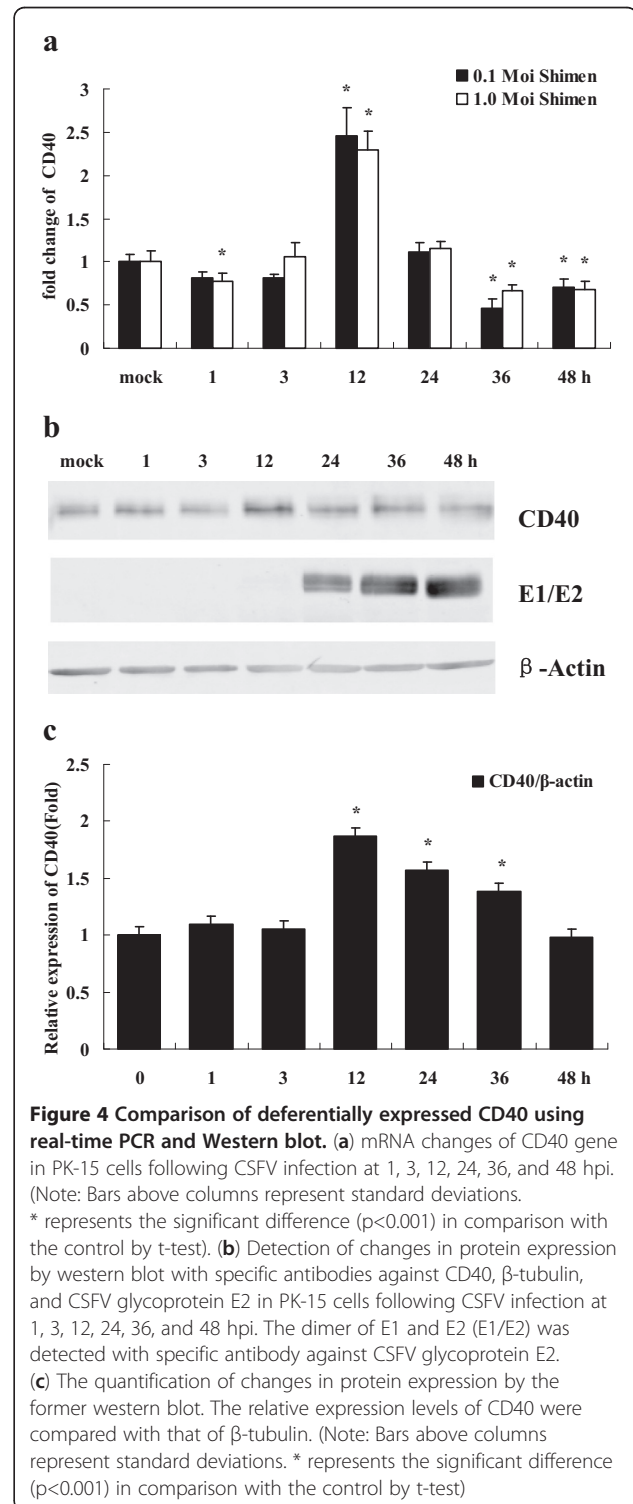 a
3
2.5
2
1.5
1
0.5
0
fold change of CD40
0.1 Moi Shimen
1.0 Moi Shimen
*
*
*
*
*
*
*
mock 1 3 12 24 36 48 h
b
mock 1 3 12 24 36 48 h
CD40
E1/E2
β-Actin
c
2.5
2
1.5
1
0.5
0
Relative expression of CD40(Fold)
CD40/β-actin
*
*
*
0 1 3 12 24 36 48 h
Figure 4 Comparison of deferentially expressed CD40 using
real-time PCR and Western blot. (a) mRNA changes of CD40 gene
in PK-15 cells following CSFV infection at 1, 3, 12, 24, 36, and 48 hpi.
(Note: Bars above columns represent standard deviations.
* represents the significant difference (p<0.001) in comparison with
the control by t-test). (b) Detection of changes in protein expression
by western blot with specific antibodies against CD40, β-tubulin,
and CSFV glycoprotein E2 in PK-15 cells following CSFV infection at
1, 3, 12, 24, 36, and 48 hpi. The dimer of E1 and E2 (E1/E2) was
detected with specific antibody against CSFV glycoprotein E2.
(c) The quantification of changes in protein expression by the
former western blot. The relative expression levels of CD40 were
compared with that of β-tubulin. (Note: Bars above columns
represent standard deviations. * represents the significant difference
(p<0.001) in comparison with the control by t-test)